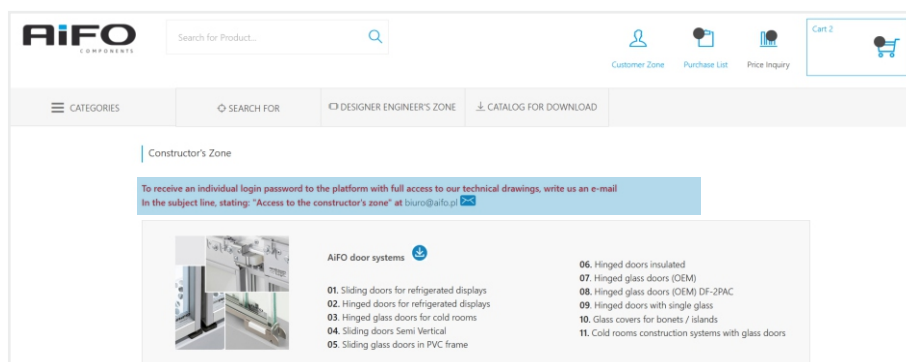 AiFO
COMPONENTS
Search for Product...
Customer Zone
Purchase List
Price Inquiry
Cart 2
CATEGORIES
SEARCH FOR
DESIGNER ENGINEER'S ZONE
CATALOG FOR DOWNLOAD
Constructor's Zone
To receive an individual login password to the platform with full access to our technical drawings, write us an e-mail
In the subject line, stating: "Access to the constructor's zone" at biuro@aifo.pl
AiFO door systems
01. Sliding doors for refrigerated displays
02. Hinged doors for refrigerated displays
03. Hinged glass doors for cold rooms
04. Sliding doors Semi Vertical
05. Sliding glass doors in PVC frame
06. Hinged doors insulated
07. Hinged glass doors (OEM)
08. Hinged glass doors (OEM) DF-2PAC
09. Hinged doors with single glass
10. Glass covers for bonets / islands
11. Cold rooms construction systems with glass doors